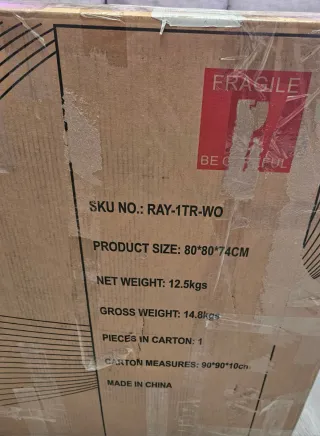 FRAGILE
BE CAREFUL
SKU NO.: RAY-1TR-WO
PRODUCT SIZE: 80*80*74CM
NET WEIGHT: 12.5kgs
GROSS WEIGHT: 14.8kgs
PIECES IN CARTON: 1
CARTON MEASURES: 90*90*10cm
MADE IN CHINA